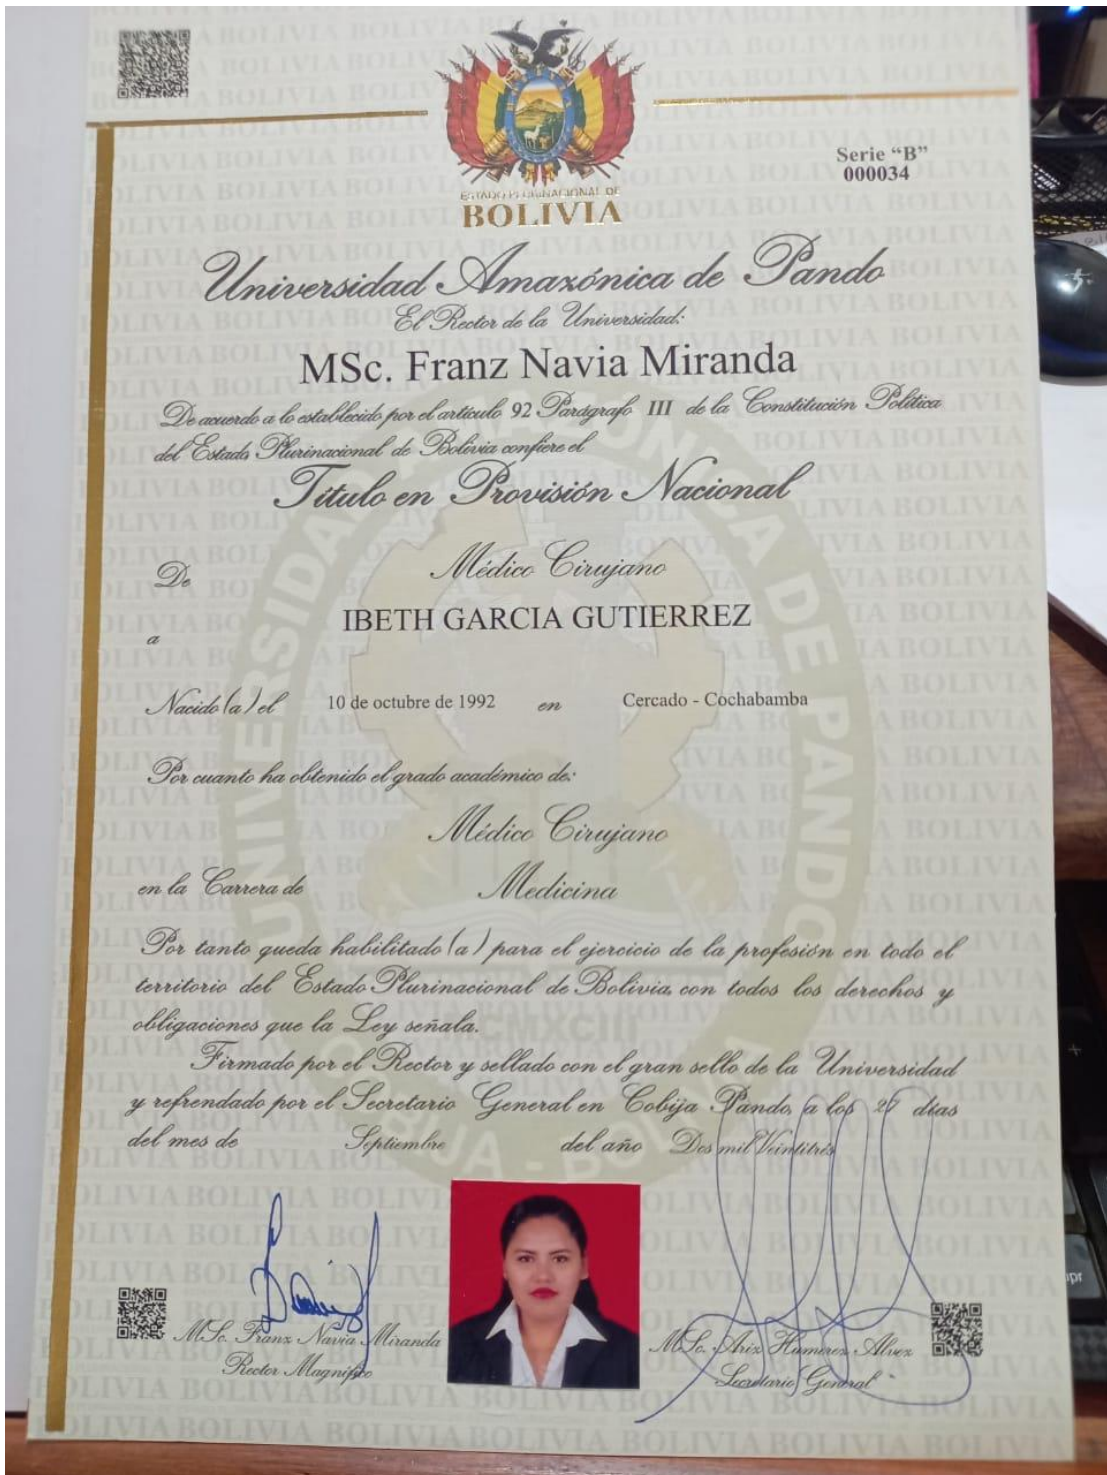 ESTADO PLURINACIONAL DE
BOLIVIA
Serie “B”
000034
Universidad Amazónica de Pando
El Rector de la Universidad:
MSc. Franz Navia Miranda
De acuerdo a lo establecido por el artículo 92 Parágrafo III de la Constitución Política
del Estado Plurinacional de Bolivia confiere el
Título en Provisión Nacional
De Médico Cirujano
a IBETH GARCIA GUTIERREZ
Nacido (a) el 10 de octubre de 1992 en Cercado - Cochabamba
Por cuanto ha obtenido el grado académico de:
Médico Cirujano
en la Carrera de Medicina
Por tanto queda habilitado (a) para el ejercicio de la profesión en todo el
territorio del Estado Plurinacional de Bolivia, con todos los derechos y
obligaciones que la Ley señala.
Firmado por el Rector y sellado con el gran sello de la Universidad
y refrendado por el Secretario General en Cobija Pando, a los 27 días
del mes de Septiembre del año Dos mil Veintitrés
MSc. Franz Navia Miranda
Rector Magnífico
MSc. Ariz Humerez Alvez
Secretario General